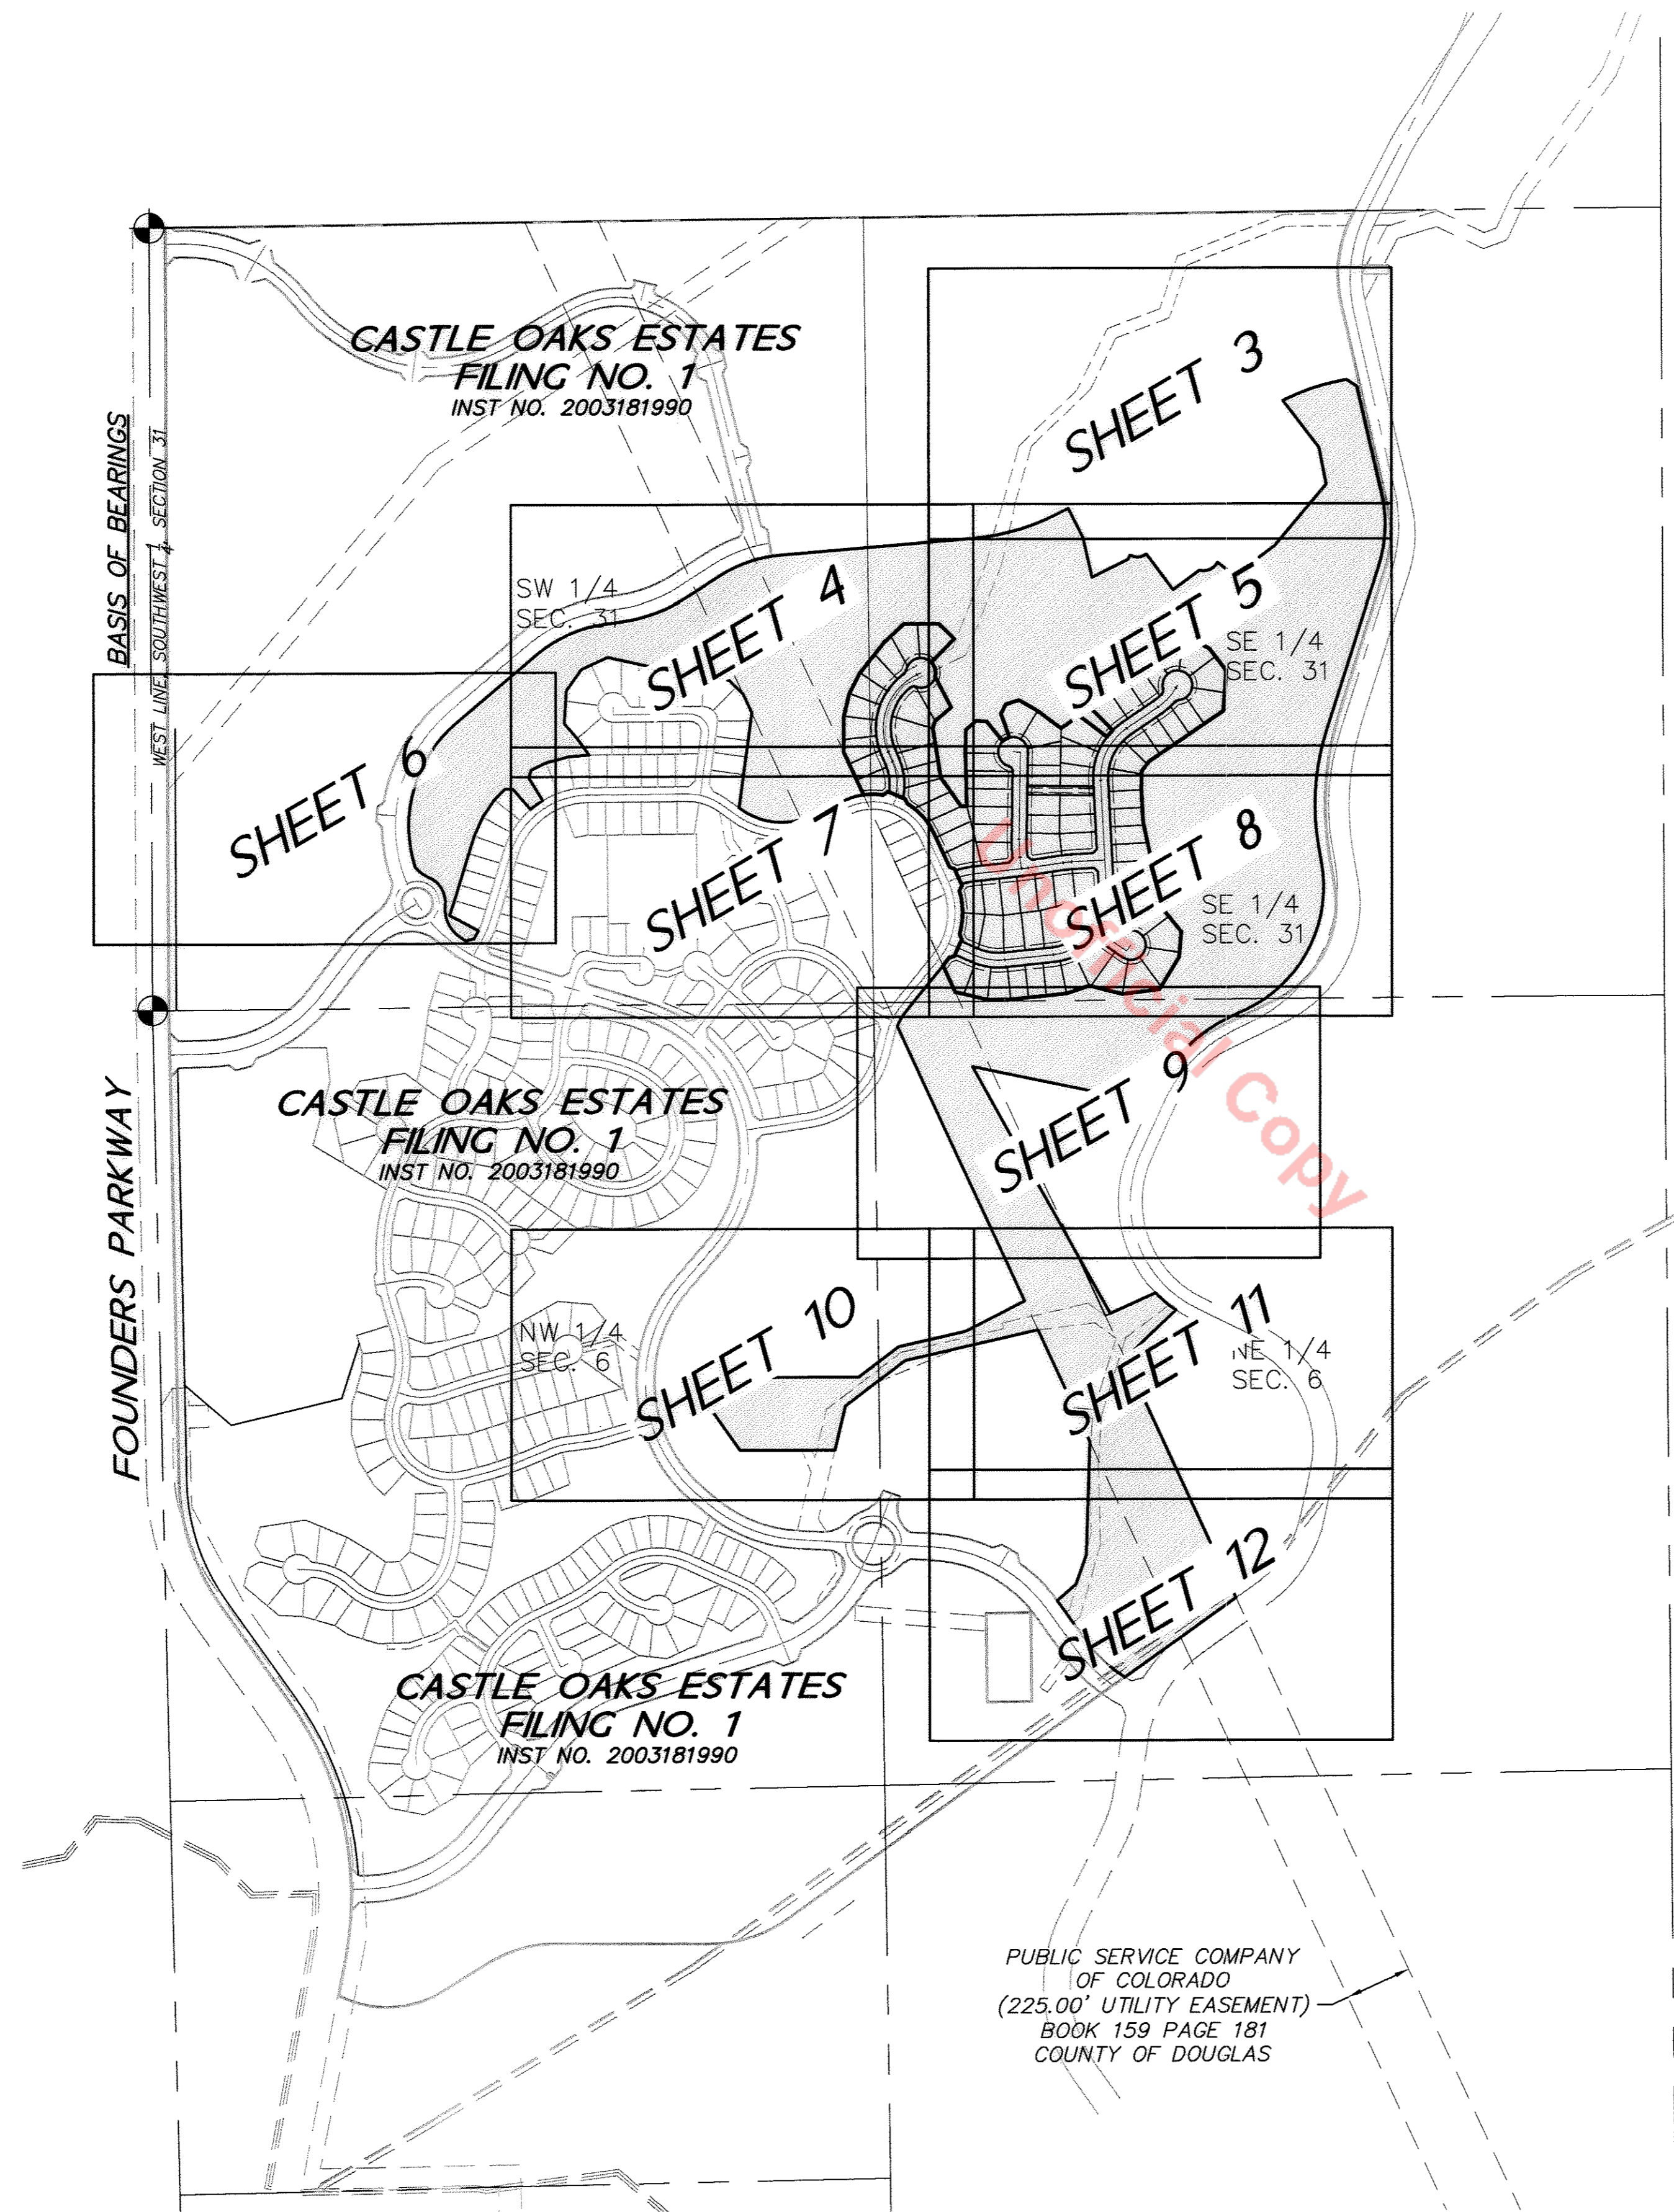 CASTLE OAKS ESTATES
FILING NO. 1
INST NO. 2003181990
BASIS OF BEARINGS
WEST LINE, SOUTHWEST 1/4, SECTION 31
SHEET 3
SW 1/4
SEC. 31
SHEET 4
SHEET 5
SE 1/4
SEC. 31
SHEET 6
SHEET 7
SHEET 8
SE 1/4
SEC. 31
Unofficial Copy
FOUNDERS PARKWAY
CASTLE OAKS ESTATES
FILING NO. 1
INST NO. 2003181990
SHEET 9
NW 1/4
SEC. 6
SHEET 10
SHEET 11
NE 1/4
SEC. 6
SHEET 12
CASTLE OAKS ESTATES
FILING NO. 1
INST NO. 2003181990
PUBLIC SERVICE COMPANY
OF COLORADO
(225.00' UTILITY EASEMENT)
BOOK 159 PAGE 181
COUNTY OF DOUGLAS